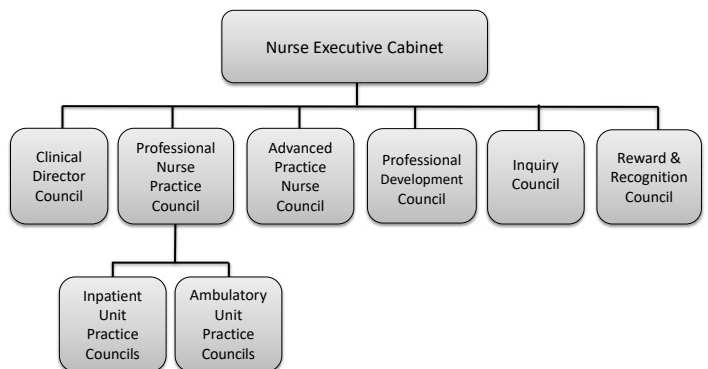 Nurse Executive Cabinet
Clinical
Director
Council
Professional
Nurse
Practice
Council
Advanced
Practice
Nurse
Council
Professional
Development
Council
Inquiry
Council
Reward &
Recognition
Council
Inpatient
Unit
Practice
Councils
Ambulatory
Unit
Practice
Councils